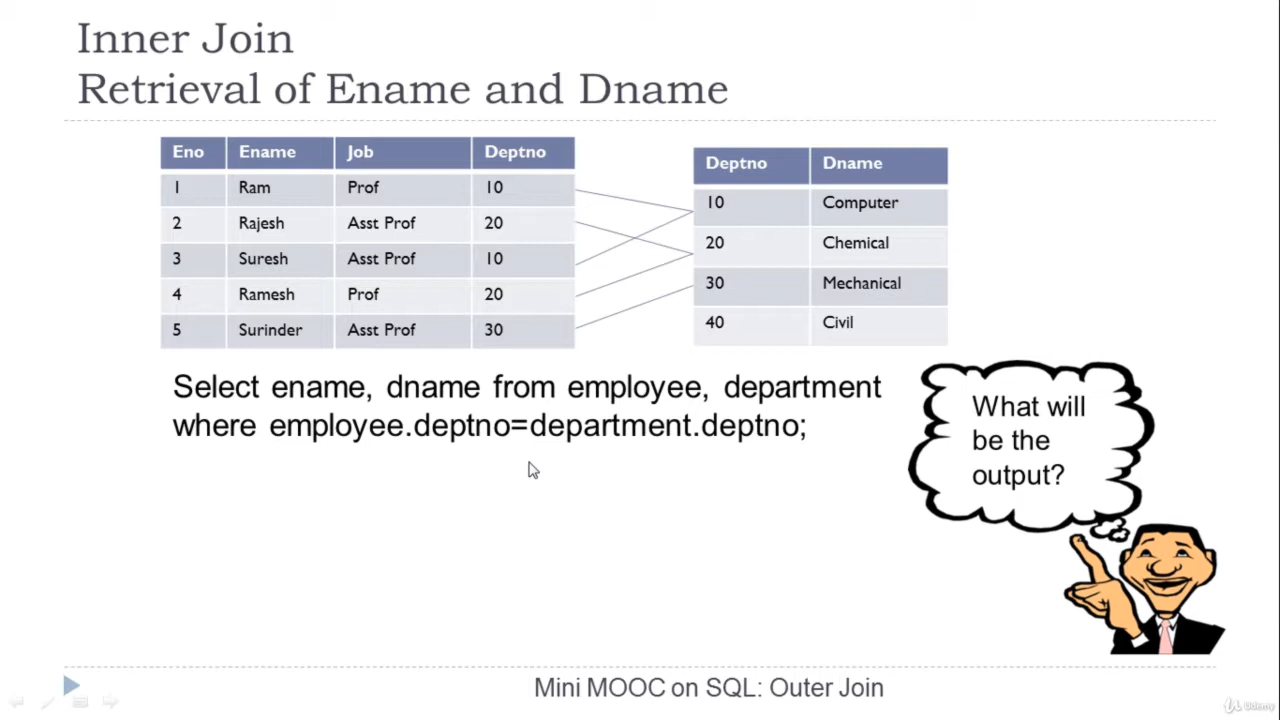 Inner Join
Retrieval of Ename and Dname
Eno Ename Job Deptno
1 Ram Prof 10
2 Rajesh Asst Prof 20
3 Suresh Asst Prof 10
4 Ramesh Prof 20
5 Surinder Asst Prof 30
Deptno Dname
10 Computer
20 Chemical
30 Mechanical
40 Civil
Select ename, dname from employee, department
where employee.deptno=department.deptno;
What will
be the
output?
Mini MOOC on SQL: Outer Join
Udemy